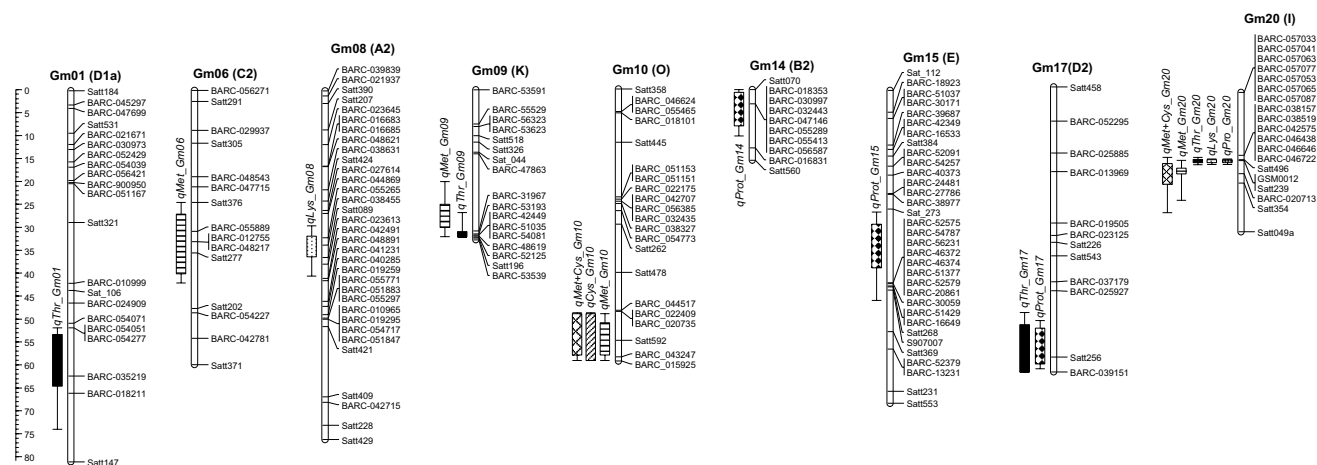 0
5
10
15
20
25
30
35
40
45
50
55
60
65
70
75
80
Gm01 (D1a)
Satt184
BARC-045297
BARC-047699
Satt531
BARC-021671
BARC-030973
BARC-052429
BARC-054039
BARC-056421
BARC-900950
BARC-051167
Satt321
BARC-010999
Sat_106
BARC-024909
BARC-054071
BARC-054051
BARC-054277
BARC-035219
BARC-018211
Satt147
qThr_Gm01
Gm06 (C2)
BARC-056271
Satt291
BARC-029937
Satt305
BARC-048543
BARC-047715
Satt376
BARC-055889
BARC-012755
BARC-048217
Satt277
Satt202
BARC-054227
BARC-042781
Satt371
qMet_Gm06
Gm08 (A2)
BARC-039839
BARC-021937
Satt390
Satt207
BARC-023645
BARC-016683
BARC-016685
BARC-048621
BARC-038631
Satt424
BARC-027614
BARC-044869
BARC-055265
BARC-038455
Satt089
BARC-023613
BARC-042491
BARC-048891
BARC-041231
BARC-040285
BARC-019259
BARC-055771
BARC-051883
BARC-055297
BARC-010965
BARC-019295
BARC-054717
BARC-051847
Satt421
Satt409
BARC-042715
Satt228
Satt429
qLys_Gm08
Gm09 (K)
BARC-53591
BARC-55529
BARC-56323
BARC-53623
Satt518
Satt326
Sat_044
BARC-47863
BARC-31967
BARC-53193
BARC-42449
BARC-51035
BARC-54081
BARC-48619
BARC-52125
Satt196
BARC-53539
qMet_Gm09
qThr_Gm09
Gm10 (O)
Satt358
BARC_046624
BARC_055465
BARC_018101
Satt445
BARC_051153
BARC_051151
BARC_022175
BARC_042707
BARC_056385
BARC_032435
BARC_038327
BARC_054773
Satt262
Satt478
BARC_044517
BARC_022409
BARC_020735
Satt592
BARC_043247
BARC_015925
qMet+Cys_Gm10
qCys_Gm10
qMet_Gm10
Gm14 (B2)
Satt070
BARC-018353
BARC-030997
BARC-032443
BARC-047146
BARC-055289
BARC-055413
BARC-056587
BARC-016831
Satt560
qProt_Gm14
Gm15 (E)
Sat_112
BARC-18923
BARC-51037
BARC-30171
BARC-39687
BARC-42349
BARC-16533
Satt384
BARC-52091
BARC-54257
BARC-40373
BARC-24481
BARC-27786
BARC-38977
Sat_273
BARC-52575
BARC-54787
BARC-56231
BARC-46372
BARC-46374
BARC-51377
BARC-52579
BARC-20861
BARC-30059
BARC-51429
BARC-16649
Satt268
S907007
Satt369
BARC-52379
BARC-13231
Satt231
Satt553
qProt_Gm15
Gm17(D2)
Satt458
BARC-052295
BARC-025885
BARC-013969
BARC-019505
BARC-023125
Satt226
Satt543
BARC-037179
BARC-025927
Satt256
BARC-039151
qThr_Gm17
qProt_Gm17
Gm20 (I)
BARC-057033
BARC-057041
BARC-057063
BARC-057077
BARC-057053
BARC-057065
BARC-057087
BARC-038157
BARC-038519
BARC-042575
BARC-046438
BARC-046646
BARC-046722
Satt496
GSM0012
Satt239
BARC-020713
Satt354
Satt049a
qMet+Cys_Gm20
qMet_Gm20
qThr_Gm20
qLys_Gm20
qPro_Gm20